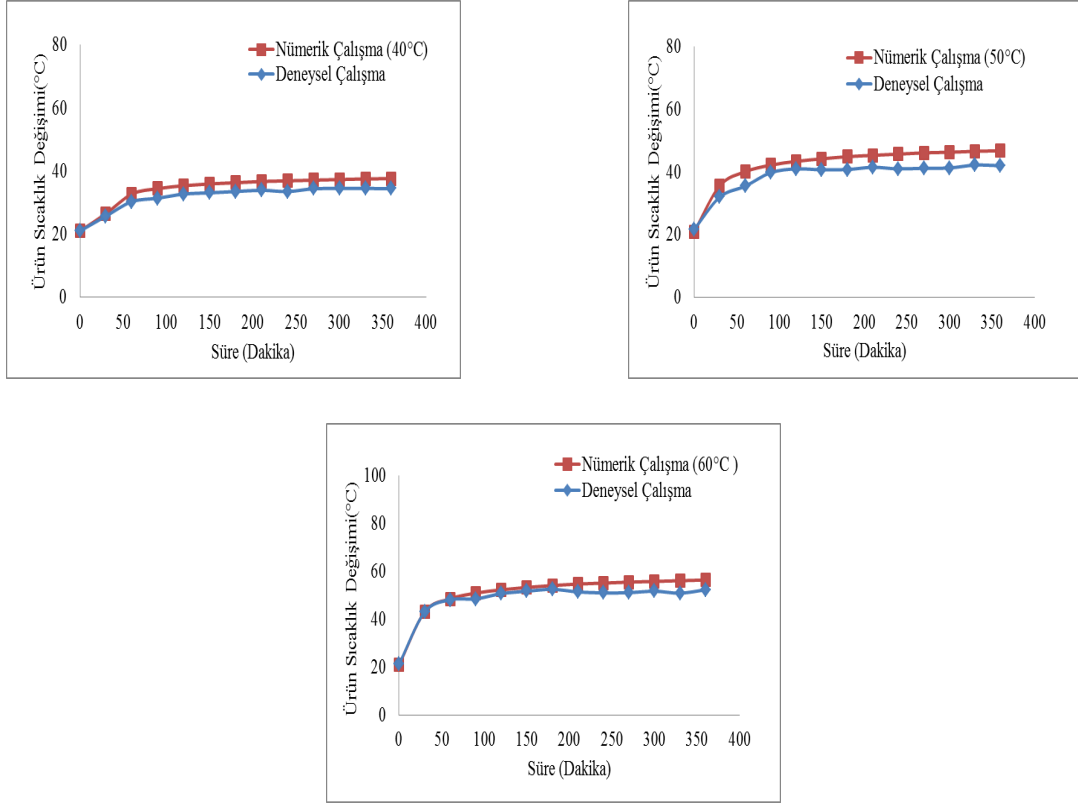 Nümerik Çalışma (40°C)
Deneysel Çalışma
Ürün Sıcaklık Değişimi(°C)
80
60
40
20
0
0 50 100 150 200 250 300 350 400
Süre (Dakika)
Nümerik Çalışma (50°C)
Deneysel Çalışma
Ürün Sıcaklık Değişimi(°C)
80
60
40
20
0
0 50 100 150 200 250 300 350 400
Süre (Dakika)
Nümerik Çalışma (60°C )
Deneysel Çalışma
Ürün Sıcaklık Değişimi(°C)
100
80
60
40
20
0
0 50 100 150 200 250 300 350 400
Süre (Dakika)